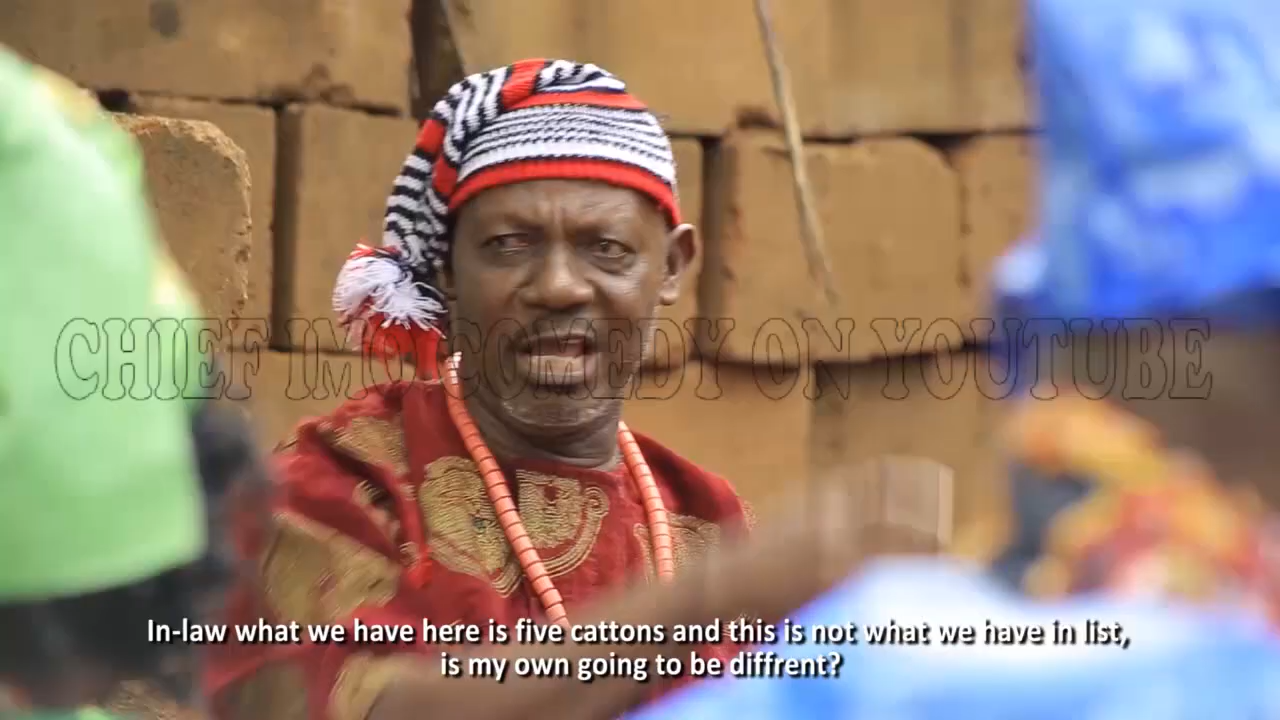 CHIEF IMO COMEDY ON YOUTUBE
In-law what we have here is five cattons and this is not what we have in list,
is my own going to be diffrent?